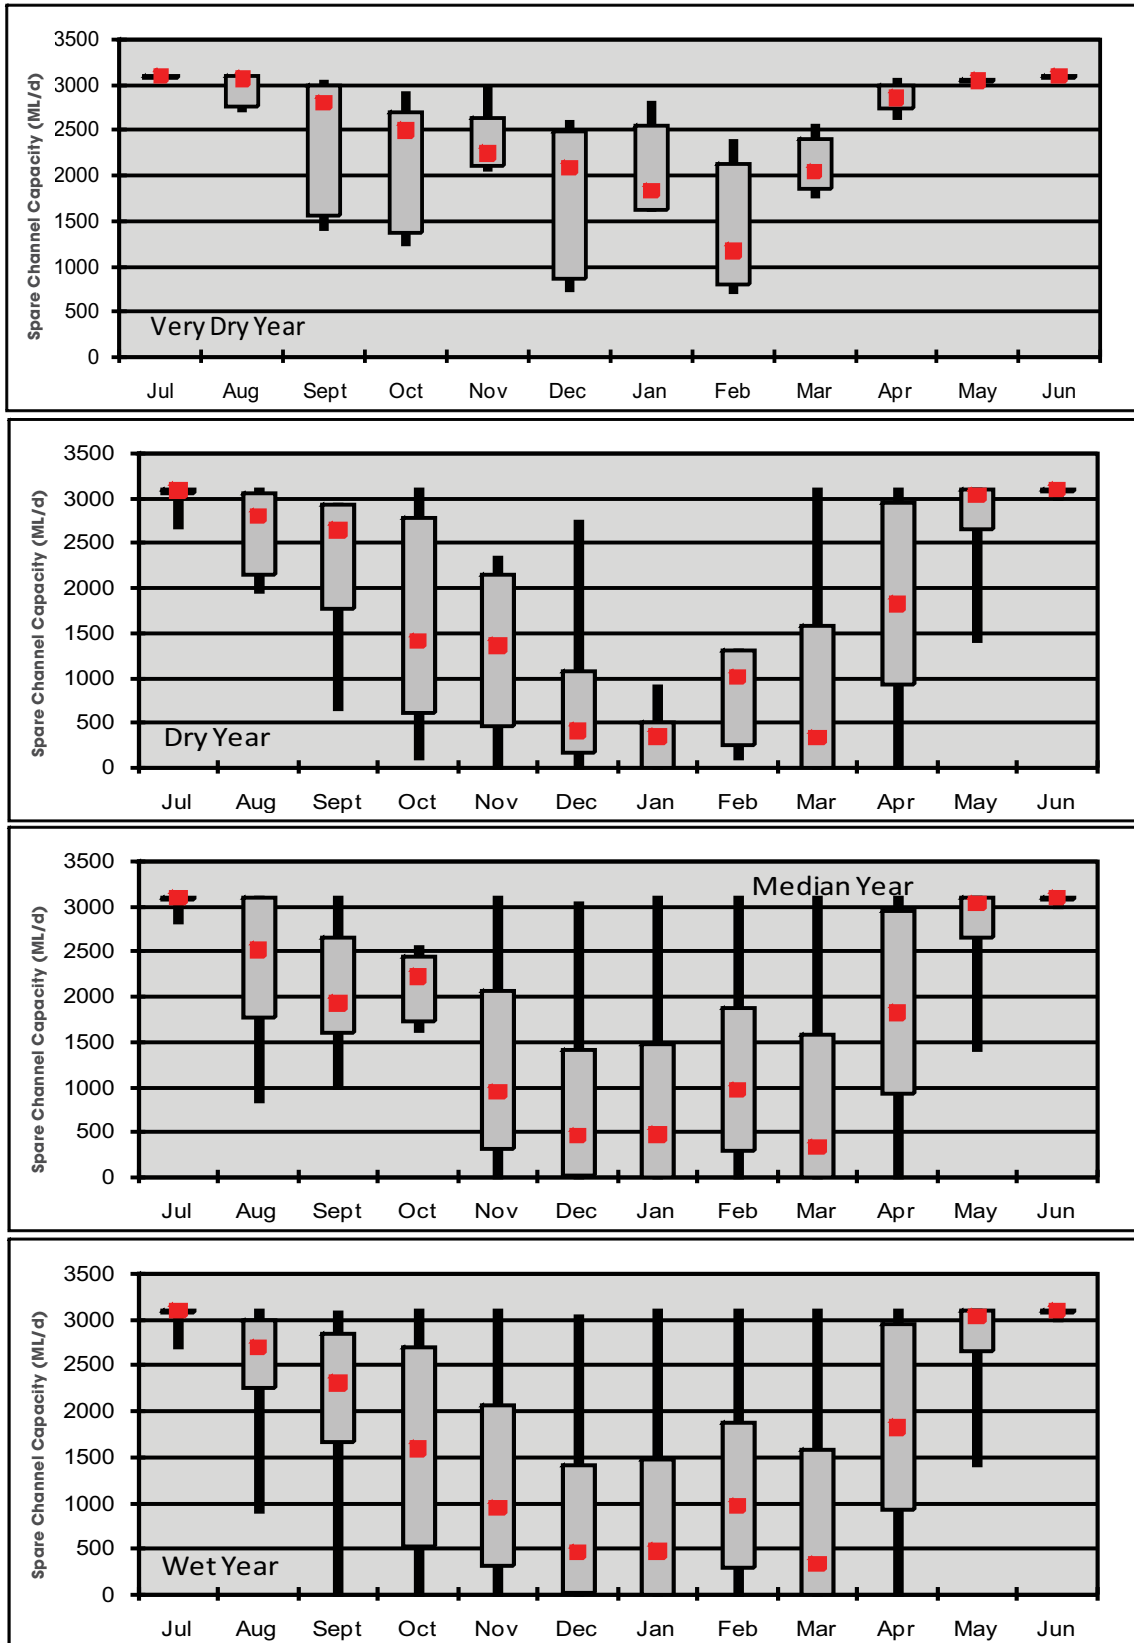 Spare Channel Capacity (ML/d)
3500
3000
2500
2000
1500
1000
500
0
Very Dry Year
Jul Aug Sept Oct Nov Dec Jan Feb Mar Apr May Jun
Spare Channel Capacity (ML/d)
3500
3000
2500
2000
1500
1000
500
0
Dry Year
Jul Aug Sept Oct Nov Dec Jan Feb Mar Apr May Jun
Spare Channel Capacity (ML/d)
3500
Median Year
3000
2500
2000
1500
1000
500
0
Jul Aug Sept Oct Nov Dec Jan Feb Mar Apr May Jun
Spare Channel Capacity (ML/d)
3500
3000
2500
2000
1500
1000
500
0
Wet Year
Jul Aug Sept Oct Nov Dec Jan Feb Mar Apr May Jun